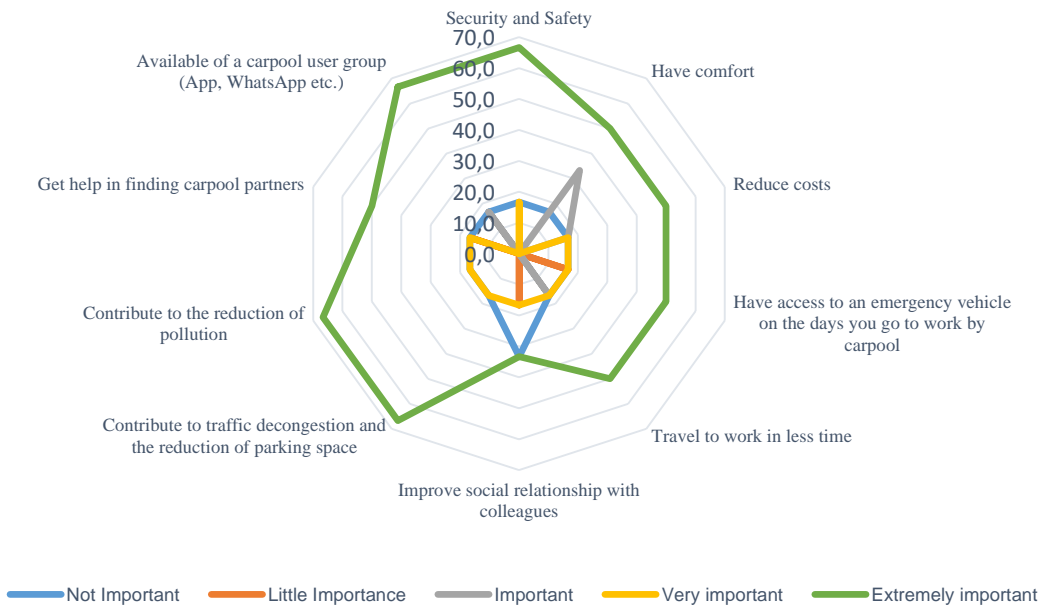 Security and Safety
70,0
60,0
50,0
40,0
30,0
20,0
10,0
0,0
Have comfort
Reduce costs
Have access to an emergency vehicle
on the days you go to work by
carpool
Travel to work in less time
Improve social relationship with
colleagues
Contribute to traffic decongestion and
the reduction of parking space
Contribute to the reduction of
pollution
Get help in finding carpool partners
Available of a carpool user group
(App, WhatsApp etc.)
Not Important
Little Importance
Important
Very important
Extremely important